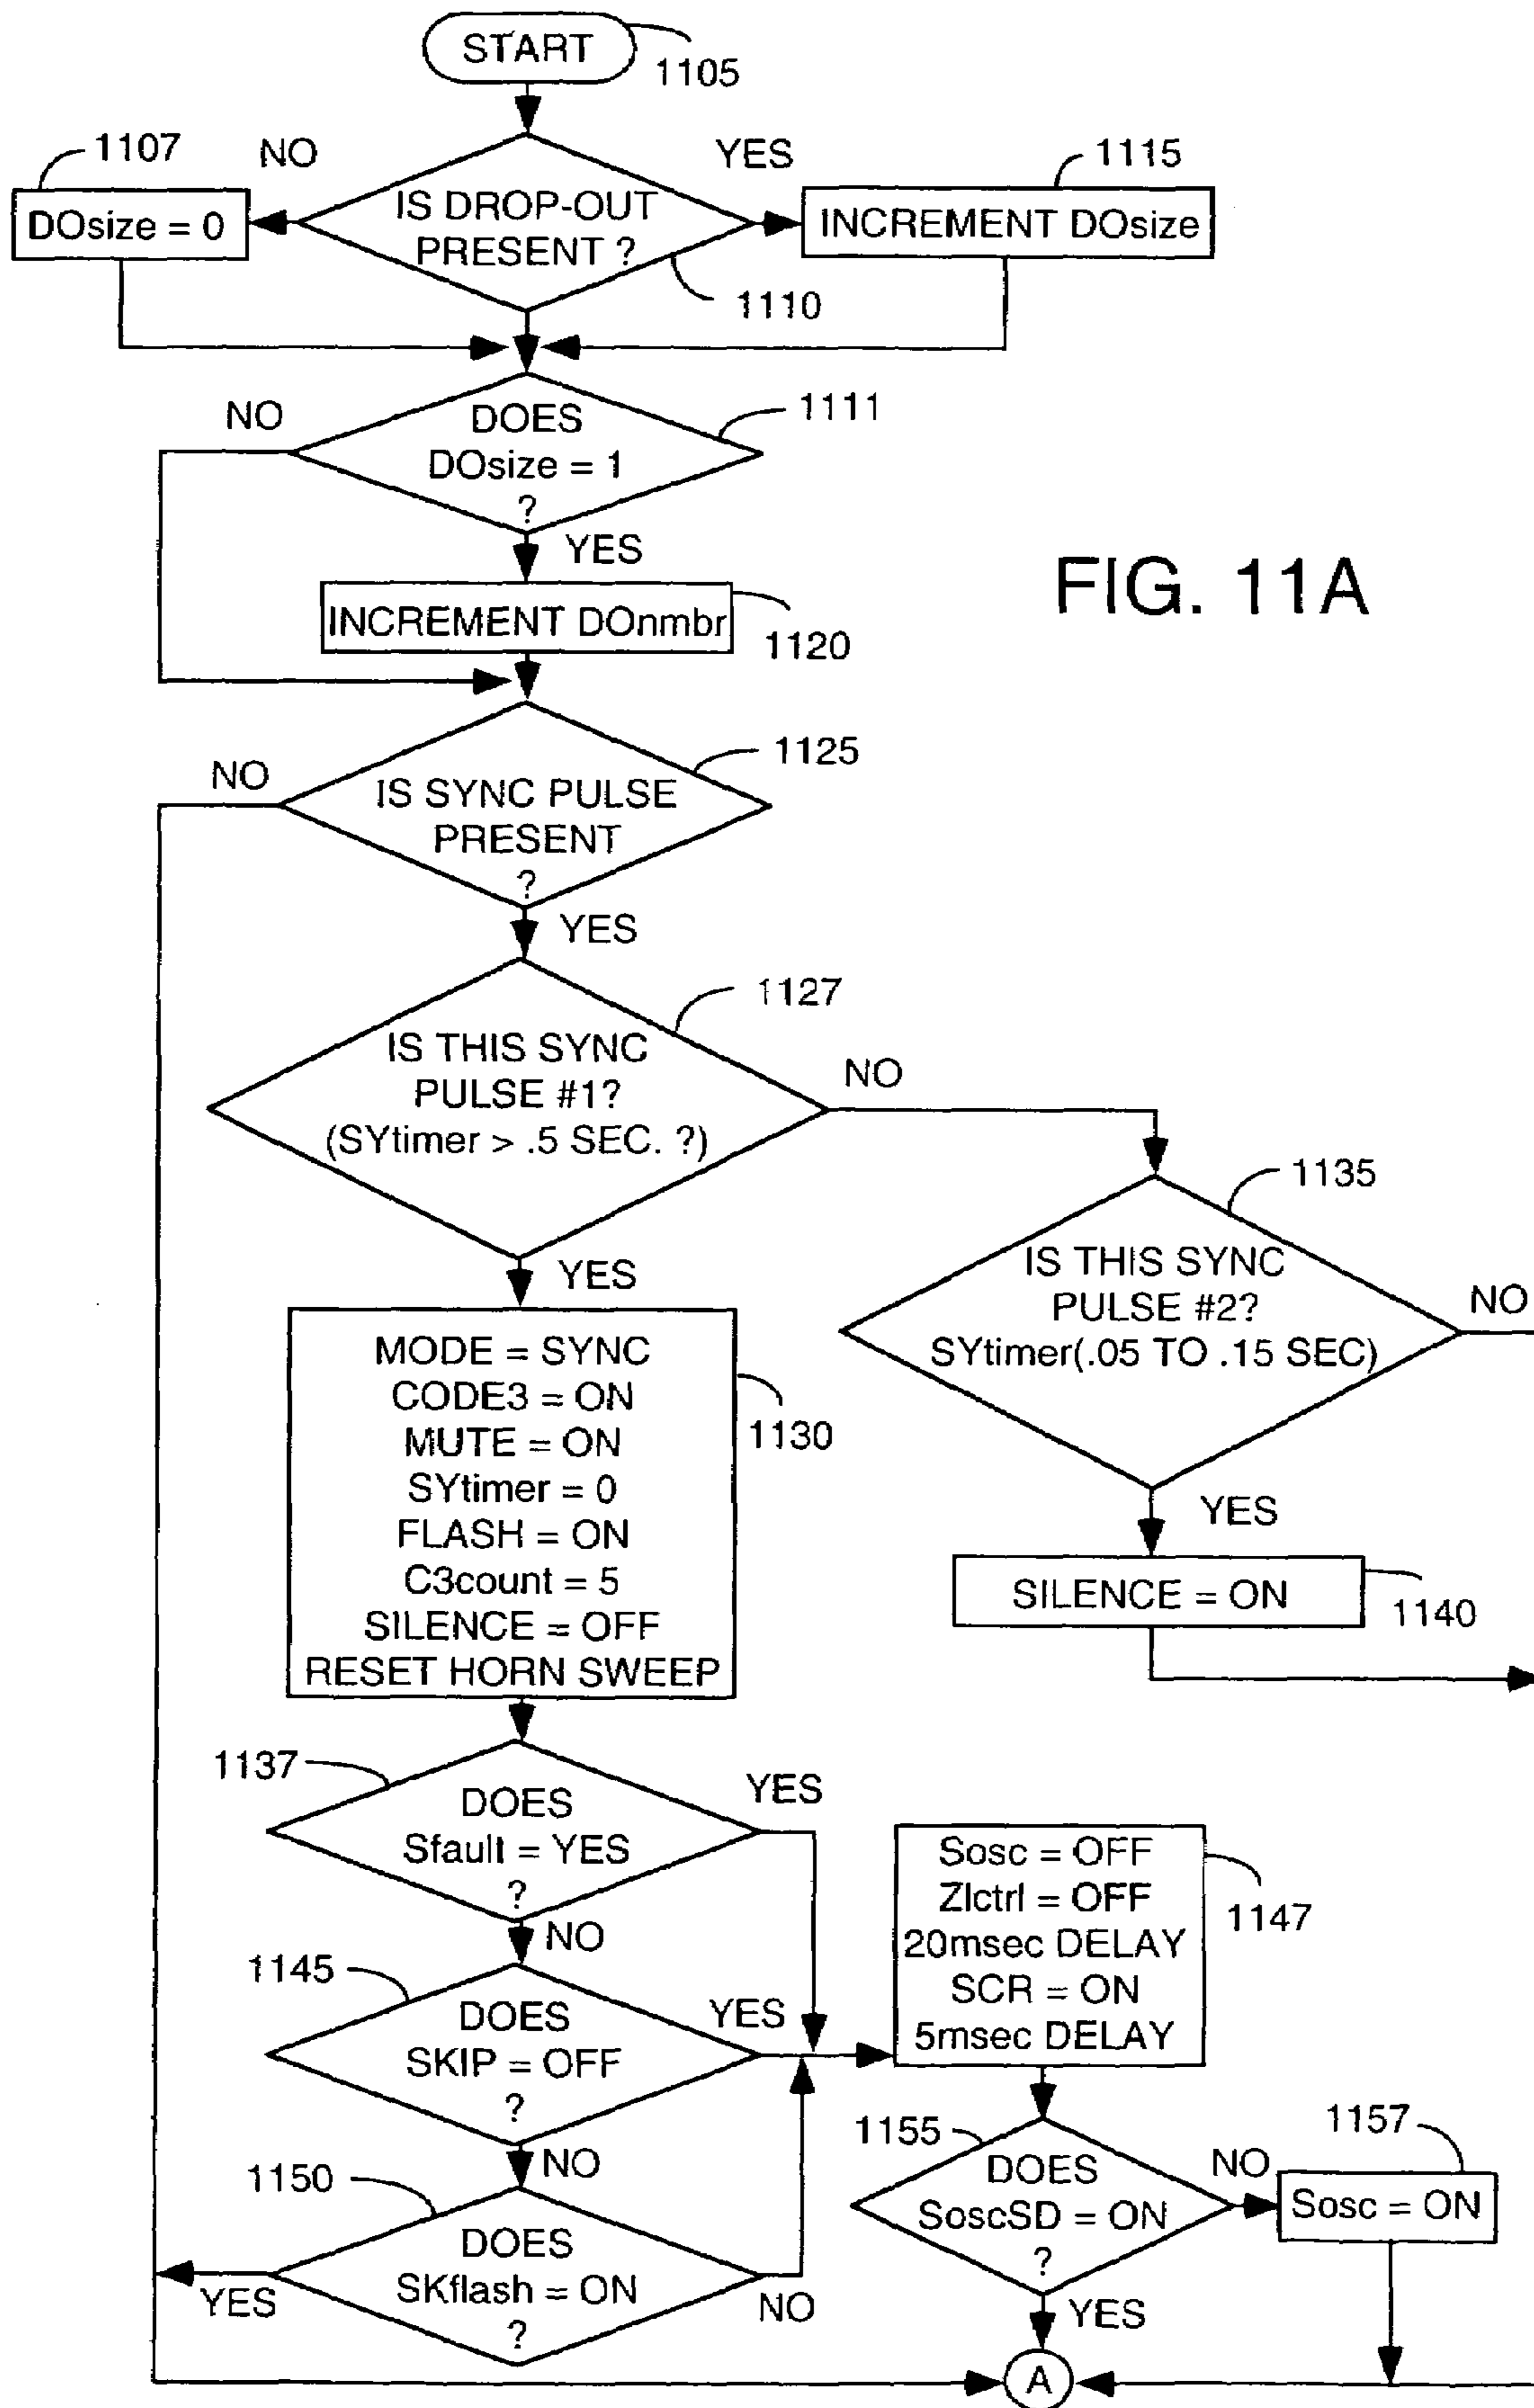 START
1105
1107
NO
YES
1115
DOsize = 0
IS DROP-OUT
PRESENT ?
INCREMENT DOsize
1110
NO
DOES
DOsize = 1
?
1111
YES
FIG. 11A
INCREMENT DOnmbr
1120
1125
NO
IS SYNC PULSE
PRESENT
?
YES
1127
IS THIS SYNC
PULSE #1?
(SYtimer > .5 SEC. ?)
NO
1135
YES
IS THIS SYNC
PULSE #2?
SYtimer(.05 TO .15 SEC)
NO
MODE = SYNC
CODE3 = ON
MUTE = ON
SYtimer = 0
FLASH = ON
C3count = 5
SILENCE = OFF
RESET HORN SWEEP
1130
YES
SILENCE = ON
1140
1137
DOES
Sfault = YES
?
YES
NO
Sosc = OFF
ZIctrl = OFF
20msec DELAY
SCR = ON
5msec DELAY
1147
1145
DOES
SKIP = OFF
?
YES
NO
1150
DOES
SKflash = ON
?
YES
NO
1155
DOES
SoscSD = ON
?
NO
1157
Sosc = ON
YES
A